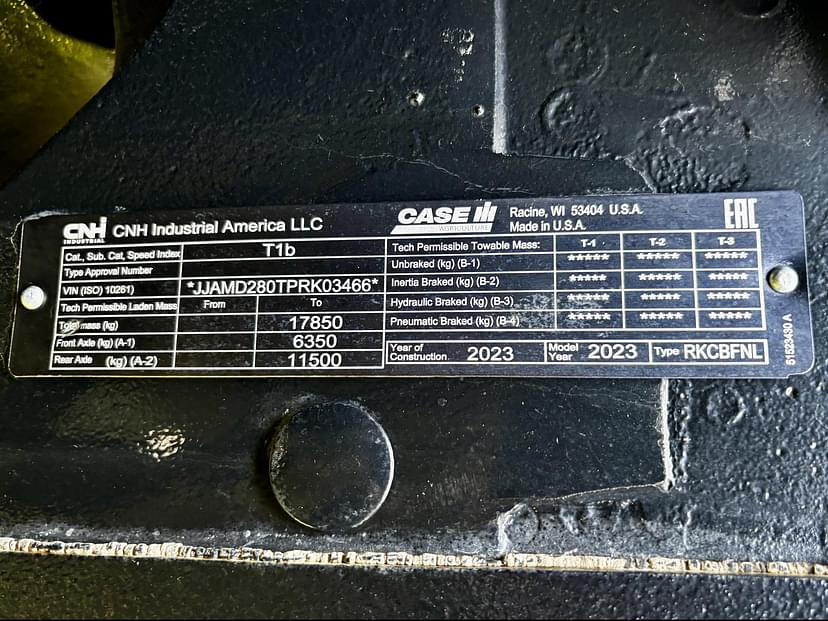 CNH INDUSTRIAL CNH Industrial America LLC
CASE IH AGRICULTURE
Racine, WI 53404 U.S.A.
Made in U.S.A.
EAC
Cat., Sub. Cat, Speed Index T1b
Type Approval Number
VIN (ISO) 10261) *JJAMD280TPRK03466*
Tech Permissible Laden Mass From To
Total mass (kg) 17850
Front Axle (kg) (A-1) 6350
Rear Axle (kg) (A-2) 11500
Tech Permissible Towable Mass: T-1 T-2 T-3
Unbraked (kg) (B-1) ***** ***** *****
Inertia Braked (kg) (B-2) ***** ***** *****
Hydraulic Braked (kg) (B-3) ***** ***** *****
Pneumatic Braked (kg) (B-4) ***** ***** *****
Year of Construction 2023 Model Year 2023 Type RKCBFNL
51523430 A